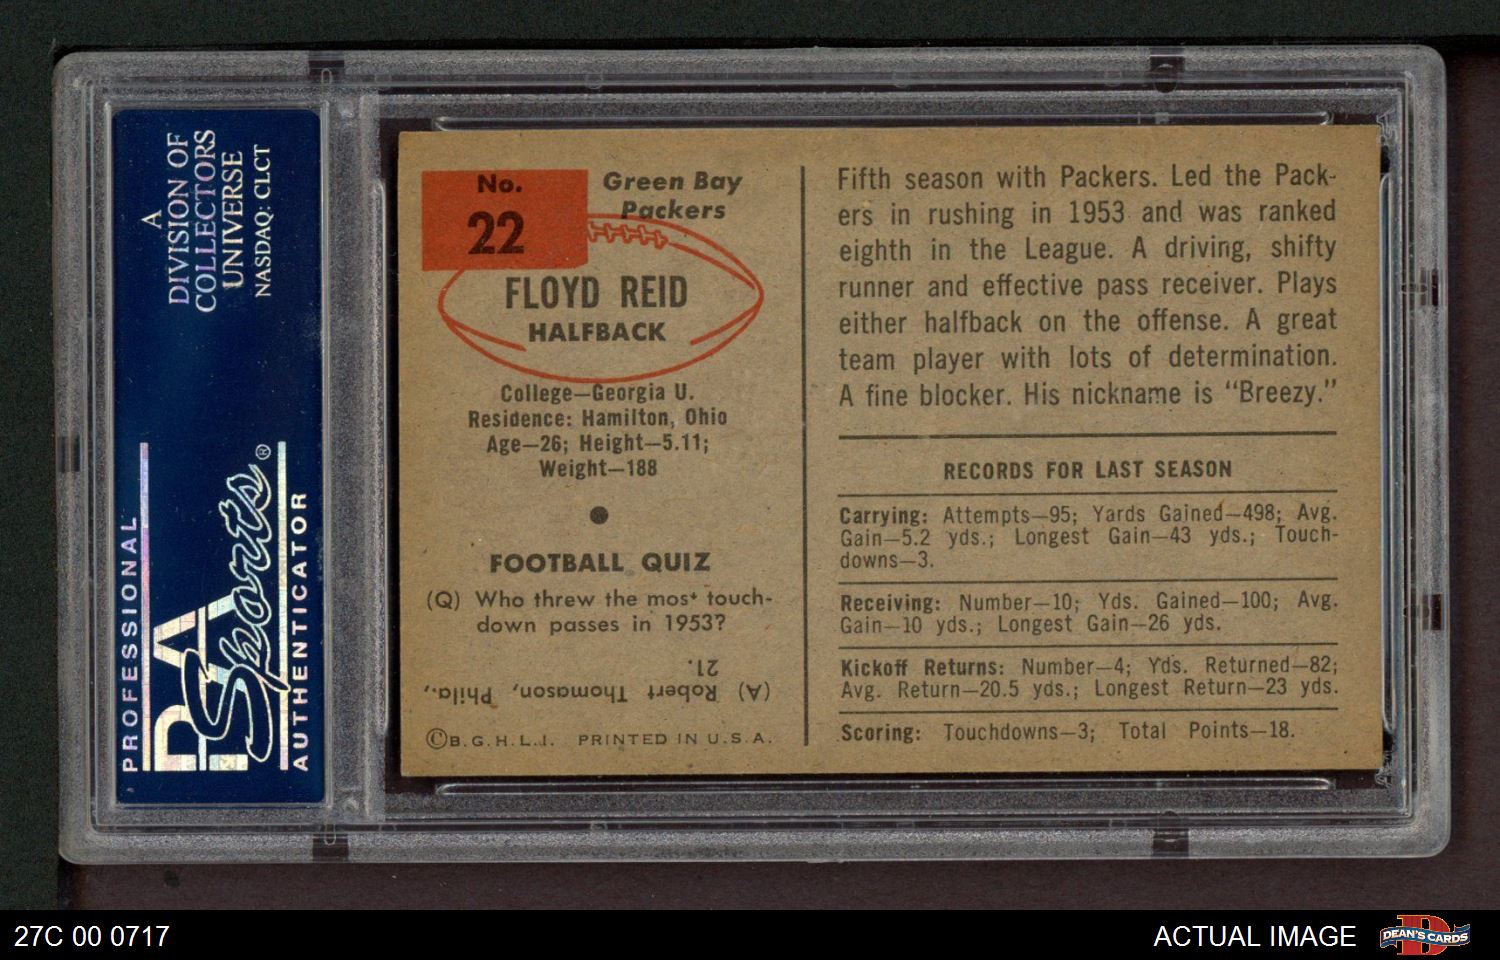 A
DIVISION OF
COLLECTORS
UNIVERSE
NASDAQ: CLCT
PROFESSIONAL
PSA
Sports®
AUTHENTICATOR
No.
22
Green Bay
Packers
FLOYD REID
HALFBACK
College—Georgia U.
Residence: Hamilton, Ohio
Age—26; Height—5.11;
Weight—188
FOOTBALL QUIZ
(Q) Who threw the most touch-
down passes in 1953?
(A) Robert Thomason, Phila.,
21.
©B.G.H.L.I. PRINTED IN U.S.A.
Fifth season with Packers. Led the Pack-
ers in rushing in 1953 and was ranked
eighth in the League. A driving, shifty
runner and effective pass receiver. Plays
either halfback on the offense. A great
team player with lots of determination.
A fine blocker. His nickname is “Breezy.”
RECORDS FOR LAST SEASON
Carrying: Attempts—95; Yards Gained—498; Avg.
Gain—5.2 yds.; Longest Gain—43 yds.; Touch-
downs—3.
Receiving: Number—10; Yds. Gained—100; Avg.
Gain—10 yds.; Longest Gain—26 yds.
Kickoff Returns: Number—4; Yds. Returned—82;
Avg. Return—20.5 yds.; Longest Return—23 yds.
Scoring: Touchdowns—3; Total Points—18.
27C 00 0717
ACTUAL IMAGE
DEAN'S CARDS